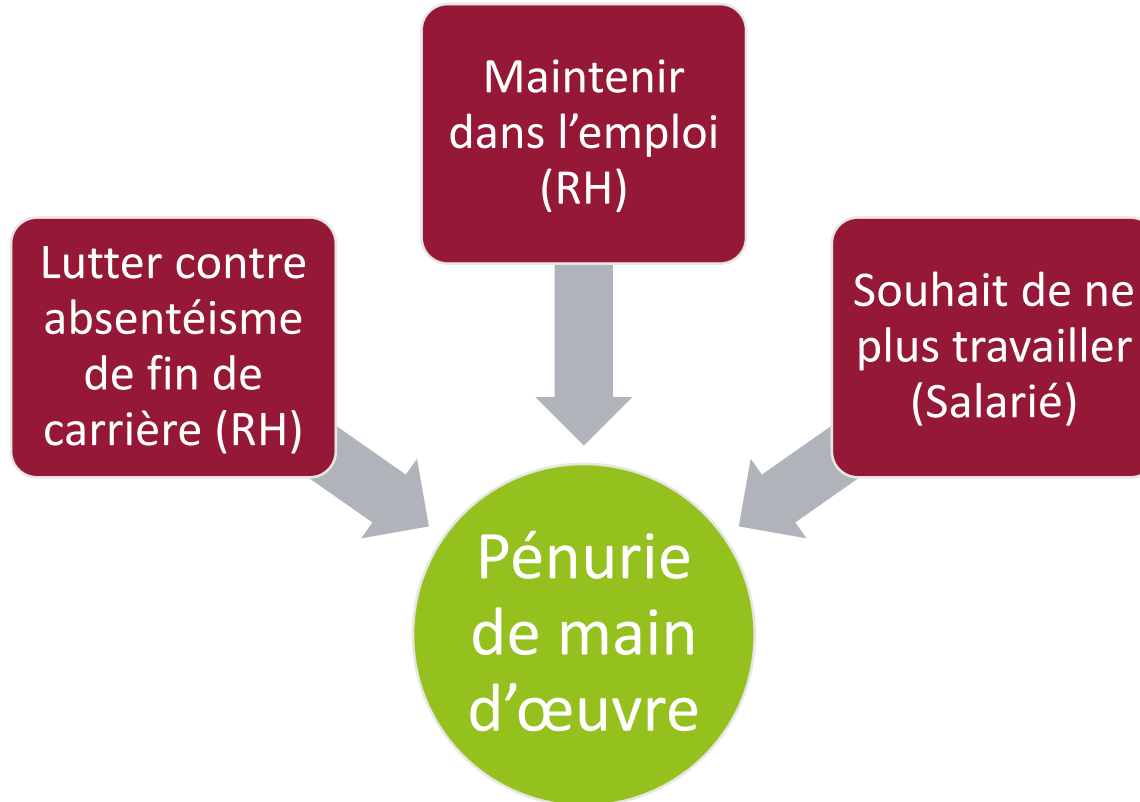 Maintenir
dans l’emploi
(RH)
Lutter contre
absentéisme
de fin de
carrière (RH)
Souhait de ne
plus travailler
(Salarié)
Pénurie
de main
d’œuvre